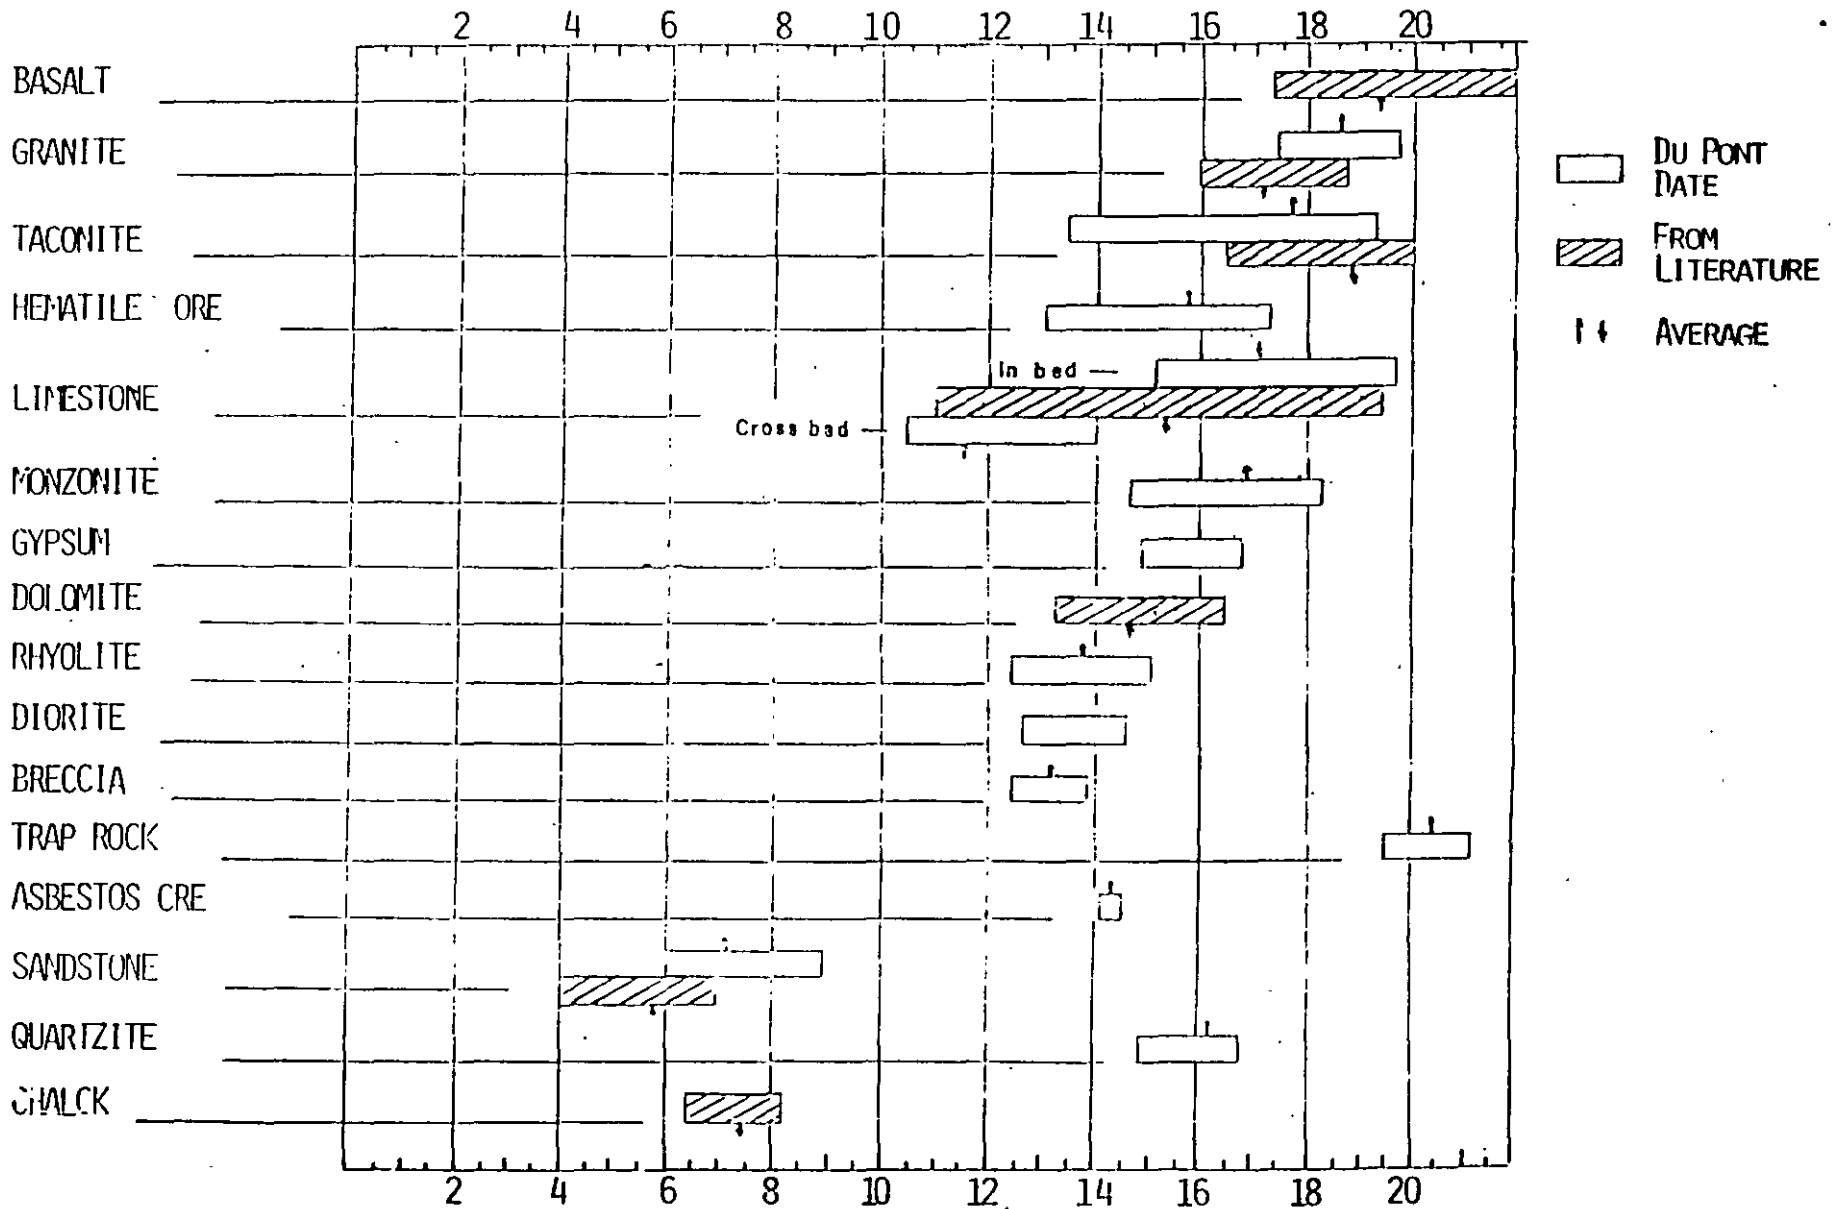 2 4 6 8 10 12 14 16 18 20
BASALT
GRANITE
TACONITE
HEMATILE ORE
In bed
LIMESTONE
Cross bad
MONZONITE
GYPSUM
DOLOMITE
RHYOLITE
DIORITE
BRECCIA
TRAP ROCK
ASBESTOS CRE
SANDSTONE
QUARTZITE
CHALCK
2 4 6 8 10 12 14 16 18 20
DU PONT
DATE
FROM
LITERATURE
AVERAGE